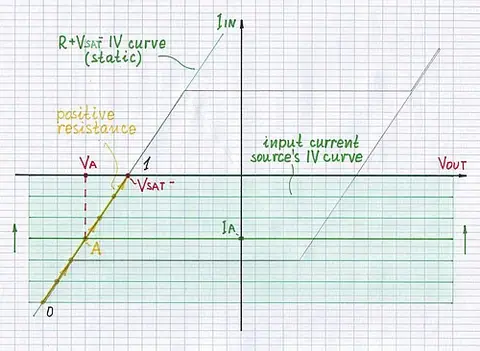 IIN
R+VSAT- IV curve
(static)
positive
resistance
input current
source's IV curve
VA
1
VOUT
VSAT-
IA
A
0